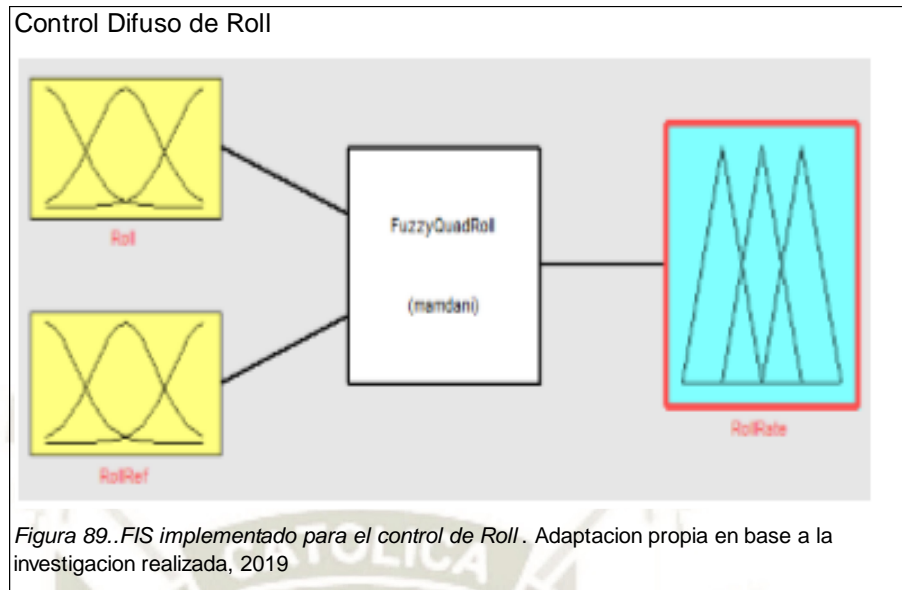 Control Difuso de Roll
Roll
FuzzyQuadRoll
(mamdani)
RollRate
RollRef
Figura 89..FIS implementado para el control de Roll . Adaptacion propia en base a la
investigacion realizada, 2019
CATOLICA